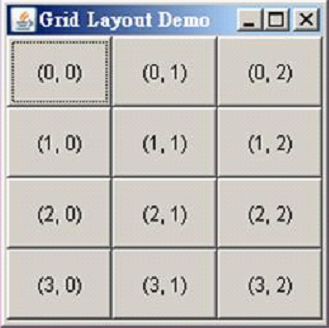 Grid Layout Demo
(0, 0) (0, 1) (0, 2)
(1, 0) (1, 1) (1, 2)
(2, 0) (2, 1) (2, 2)
(3, 0) (3, 1) (3, 2)